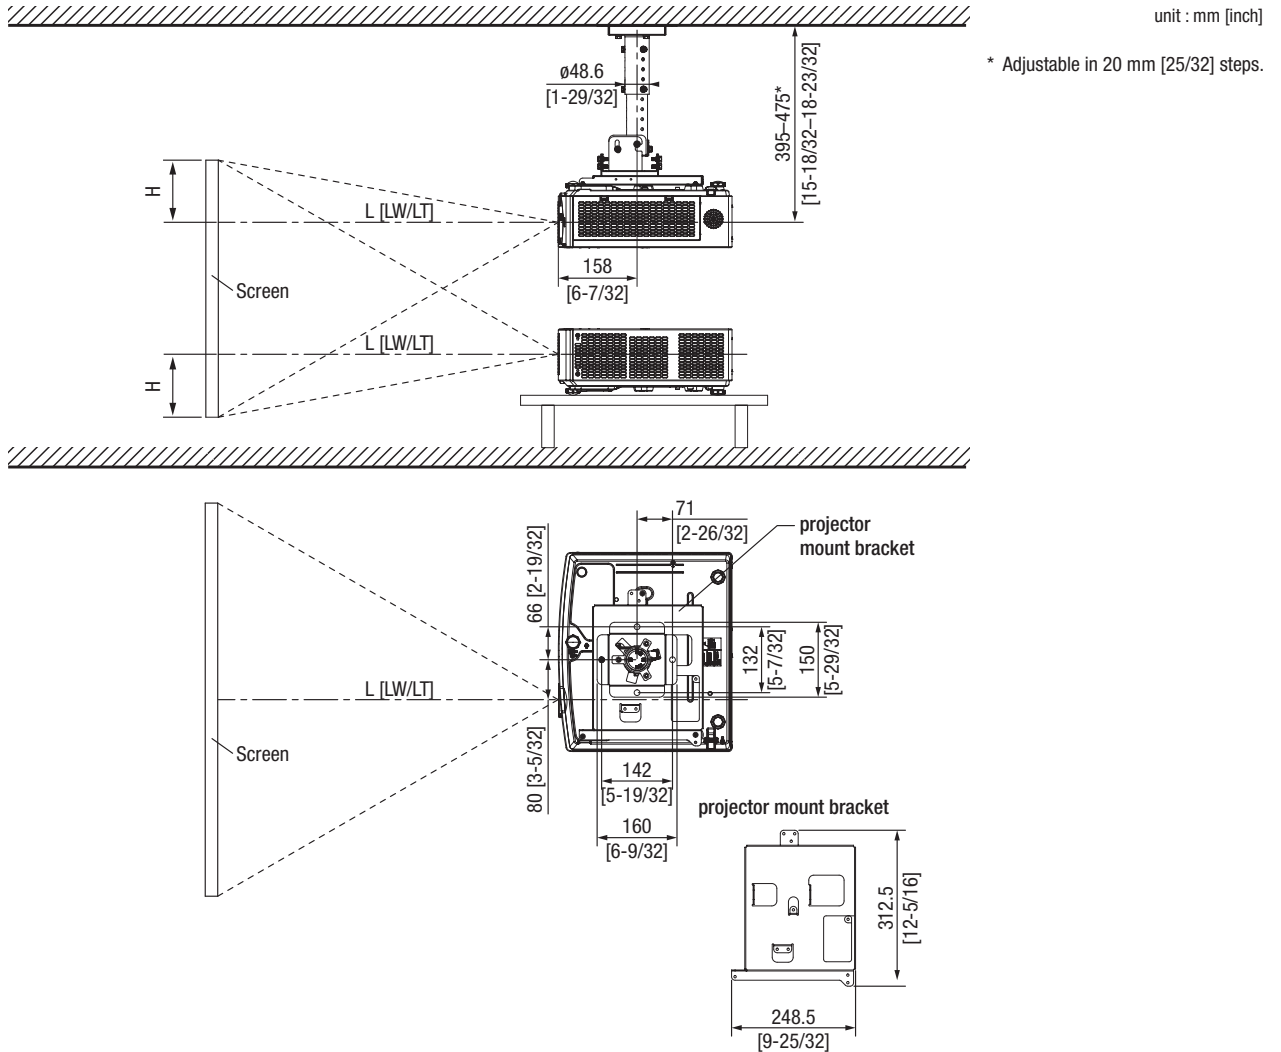 unit : mm [inch]
* Adjustable in 20 mm [25/32] steps.
ø48.6
[1-29/32]
395–475*
[15-18/32–18-23/32]
H
L [LW/LT]
158
[6-7/32]
Screen
L [LW/LT]
H
71
[2-26/32]
projector
mount bracket
66 [2-19/32]
132
[5-7/32]
150
[5-29/32]
L [LW/LT]
Screen
80 [3-5/32]
142
[5-19/32]
160
[6-9/32]
projector mount bracket
312.5
[12-5/16]
248.5
[9-25/32]